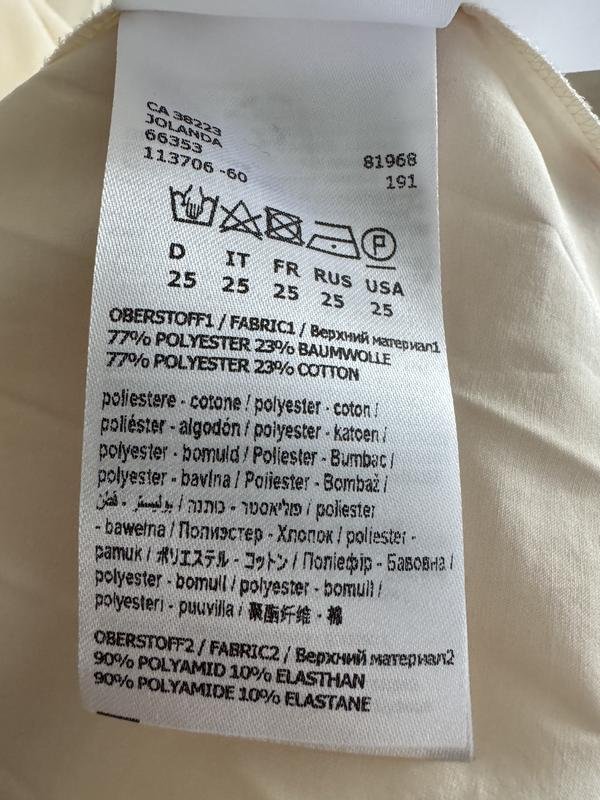 CA 38223
JOLANDA
66353
113706 -60
81968
191
P
D IT FR RUS USA
25 25 25 25 25
OBERSTOFF1 / FABRIC1 / Верхний материал1
77% POLYESTER 23% BAUMWOLLE
77% POLYESTER 23% COTTON
poliestere - cotone / polyester - coton /
poliéster - algodón / polyester - katoen /
polyester - bomuld / Poliester - Bumbac /
polyester - bavlna / Poliester - Bombaž /
بوليستر - قطن / פוליאסטר - כותנה / poliester
- bawełna / Полиэстер - Хлопок / poliester -
pamuk / ポリエステル - コットン / Поліефір - Бавовна /
polyester - bomull / polyester - bomull /
polyesteri - puuvilla / 聚酯纤维 - 棉
OBERSTOFF2 / FABRIC2 / Верхний материал2
90% POLYAMID 10% ELASTHAN
90% POLYAMIDE 10% ELASTANE